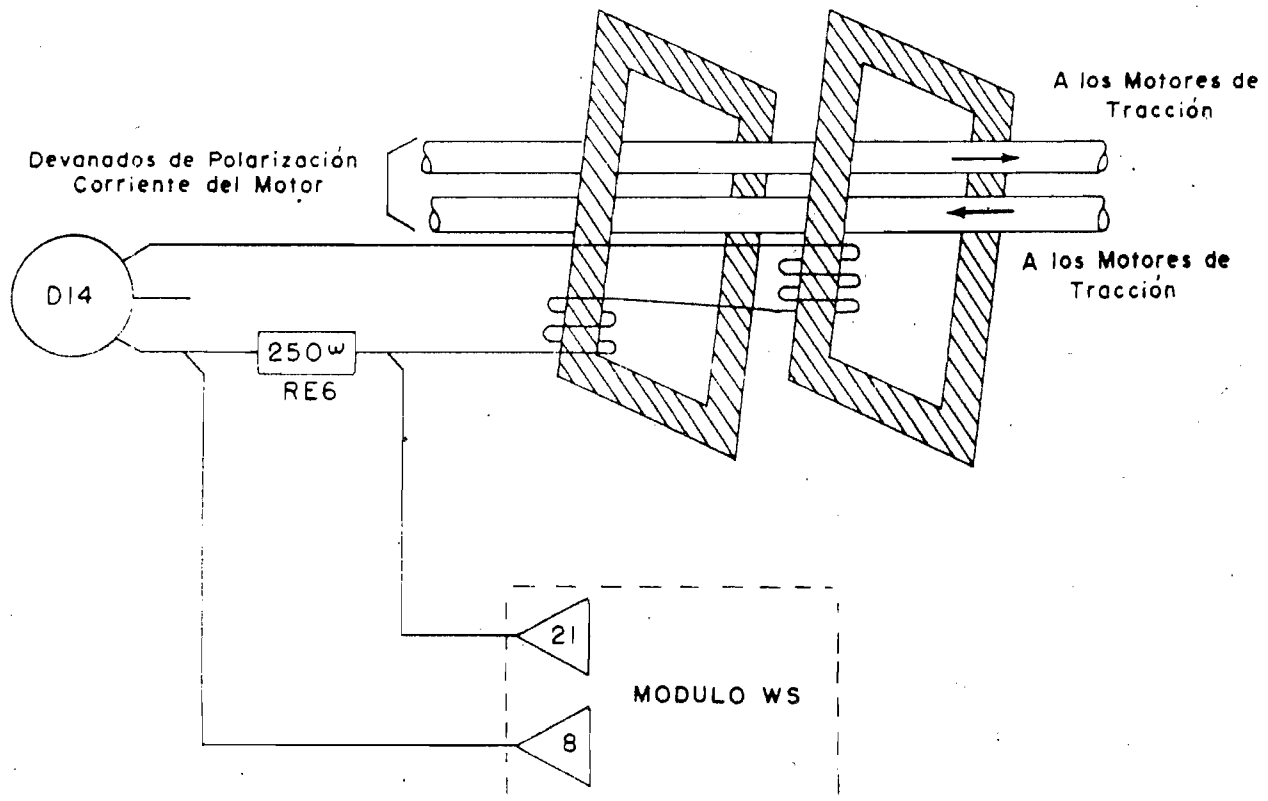 A los Motores de
Tracción
Devanados de Polarización
Corriente del Motor
A los Motores de
Tracción
D14
250ω
RE6
21
MODULO WS
8